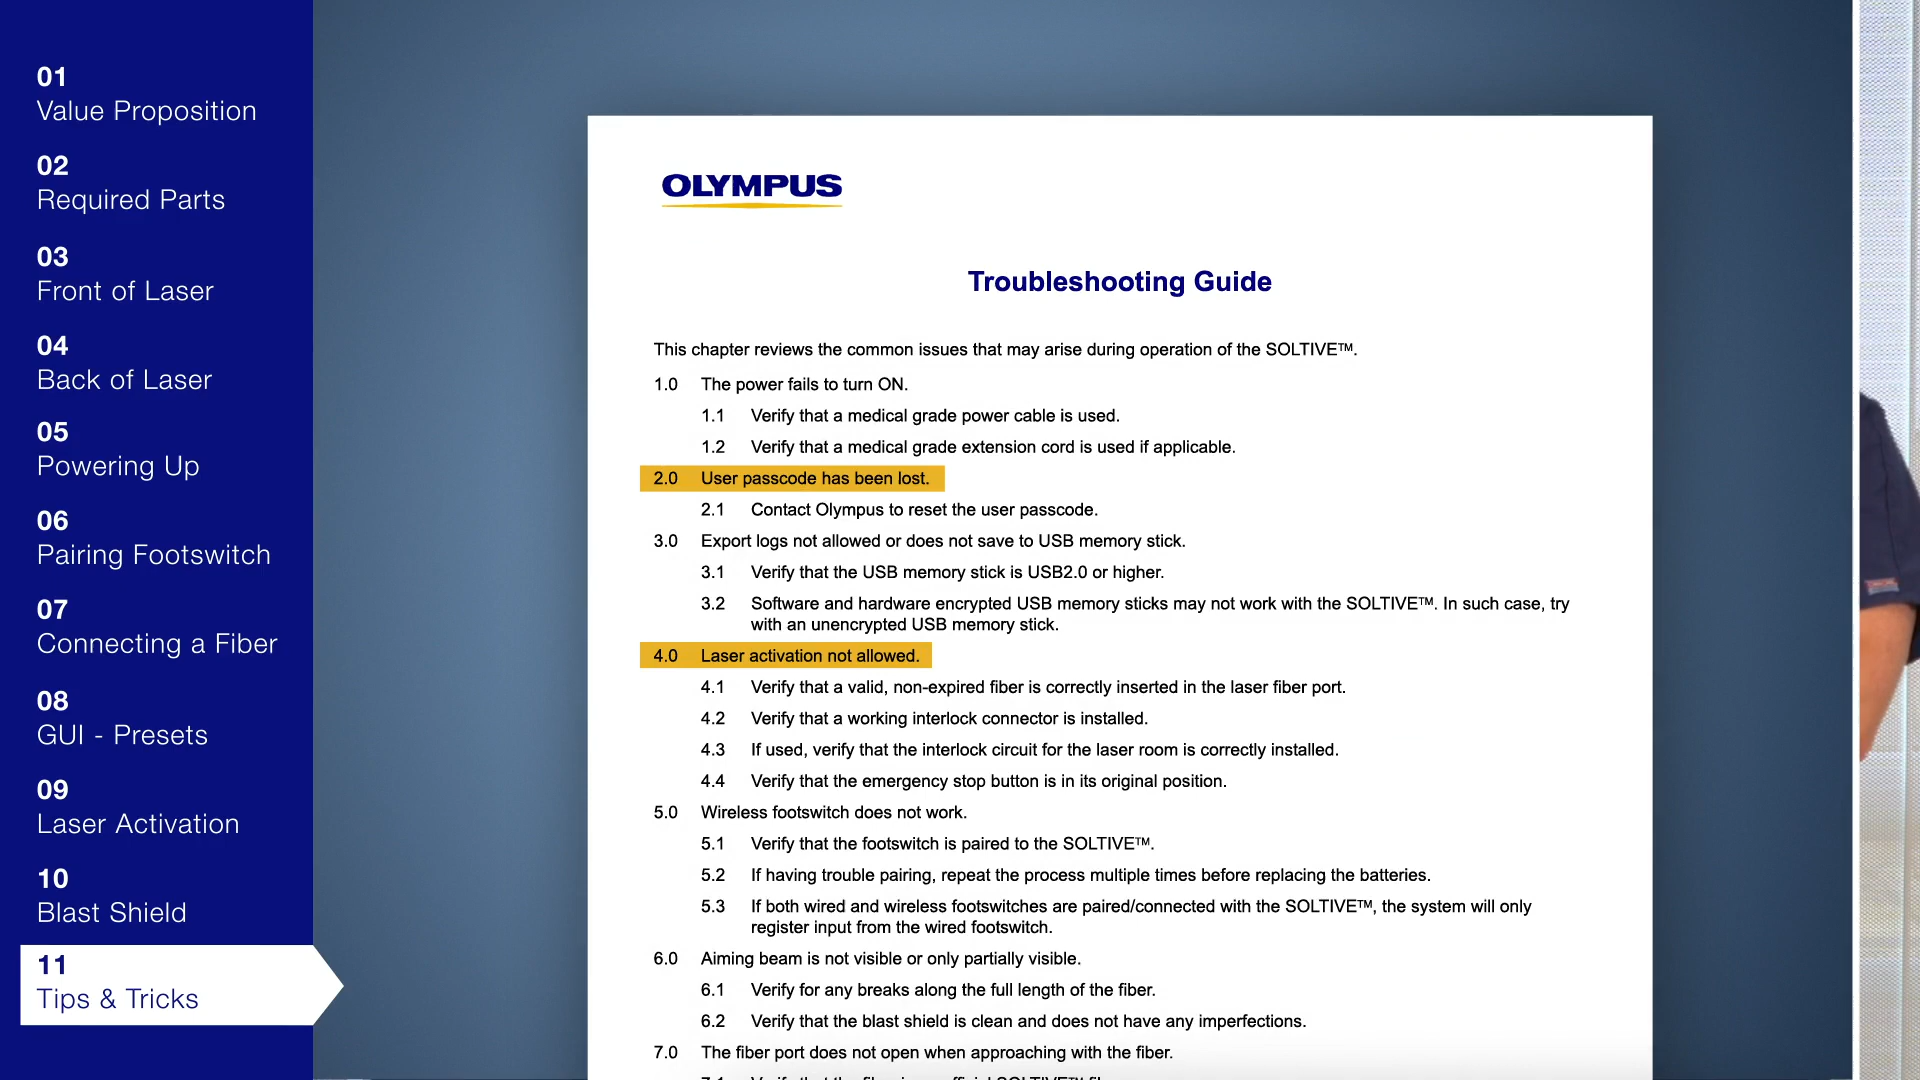 01
Value Proposition
02
Required Parts
03
Front of Laser
04
Back of Laser
05
Powering Up
06
Pairing Footswitch
07
Connecting a Fiber
08
GUI - Presets
09
Laser Activation
10
Blast Shield
11
Tips & Tricks
OLYMPUS
Troubleshooting Guide
This chapter reviews the common issues that may arise during operation of the SOLTIVE™.
1.0 The power fails to turn ON.
1.1 Verify that a medical grade power cable is used.
1.2 Verify that a medical grade extension cord is used if applicable.
2.0 User passcode has been lost.
2.1 Contact Olympus to reset the user passcode.
3.0 Export logs not allowed or does not save to USB memory stick.
3.1 Verify that the USB memory stick is USB2.0 or higher.
3.2 Software and hardware encrypted USB memory sticks may not work with the SOLTIVE™. In such case, try
with an unencrypted USB memory stick.
4.0 Laser activation not allowed.
4.1 Verify that a valid, non-expired fiber is correctly inserted in the laser fiber port.
4.2 Verify that a working interlock connector is installed.
4.3 If used, verify that the interlock circuit for the laser room is correctly installed.
4.4 Verify that the emergency stop button is in its original position.
5.0 Wireless footswitch does not work.
5.1 Verify that the footswitch is paired to the SOLTIVE™.
5.2 If having trouble pairing, repeat the process multiple times before replacing the batteries.
5.3 If both wired and wireless footswitches are paired/connected with the SOLTIVE™, the system will only
register input from the wired footswitch.
6.0 Aiming beam is not visible or only partially visible.
6.1 Verify for any breaks along the full length of the fiber.
6.2 Verify that the blast shield is clean and does not have any imperfections.
7.0 The fiber port does not open when approaching with the fiber.